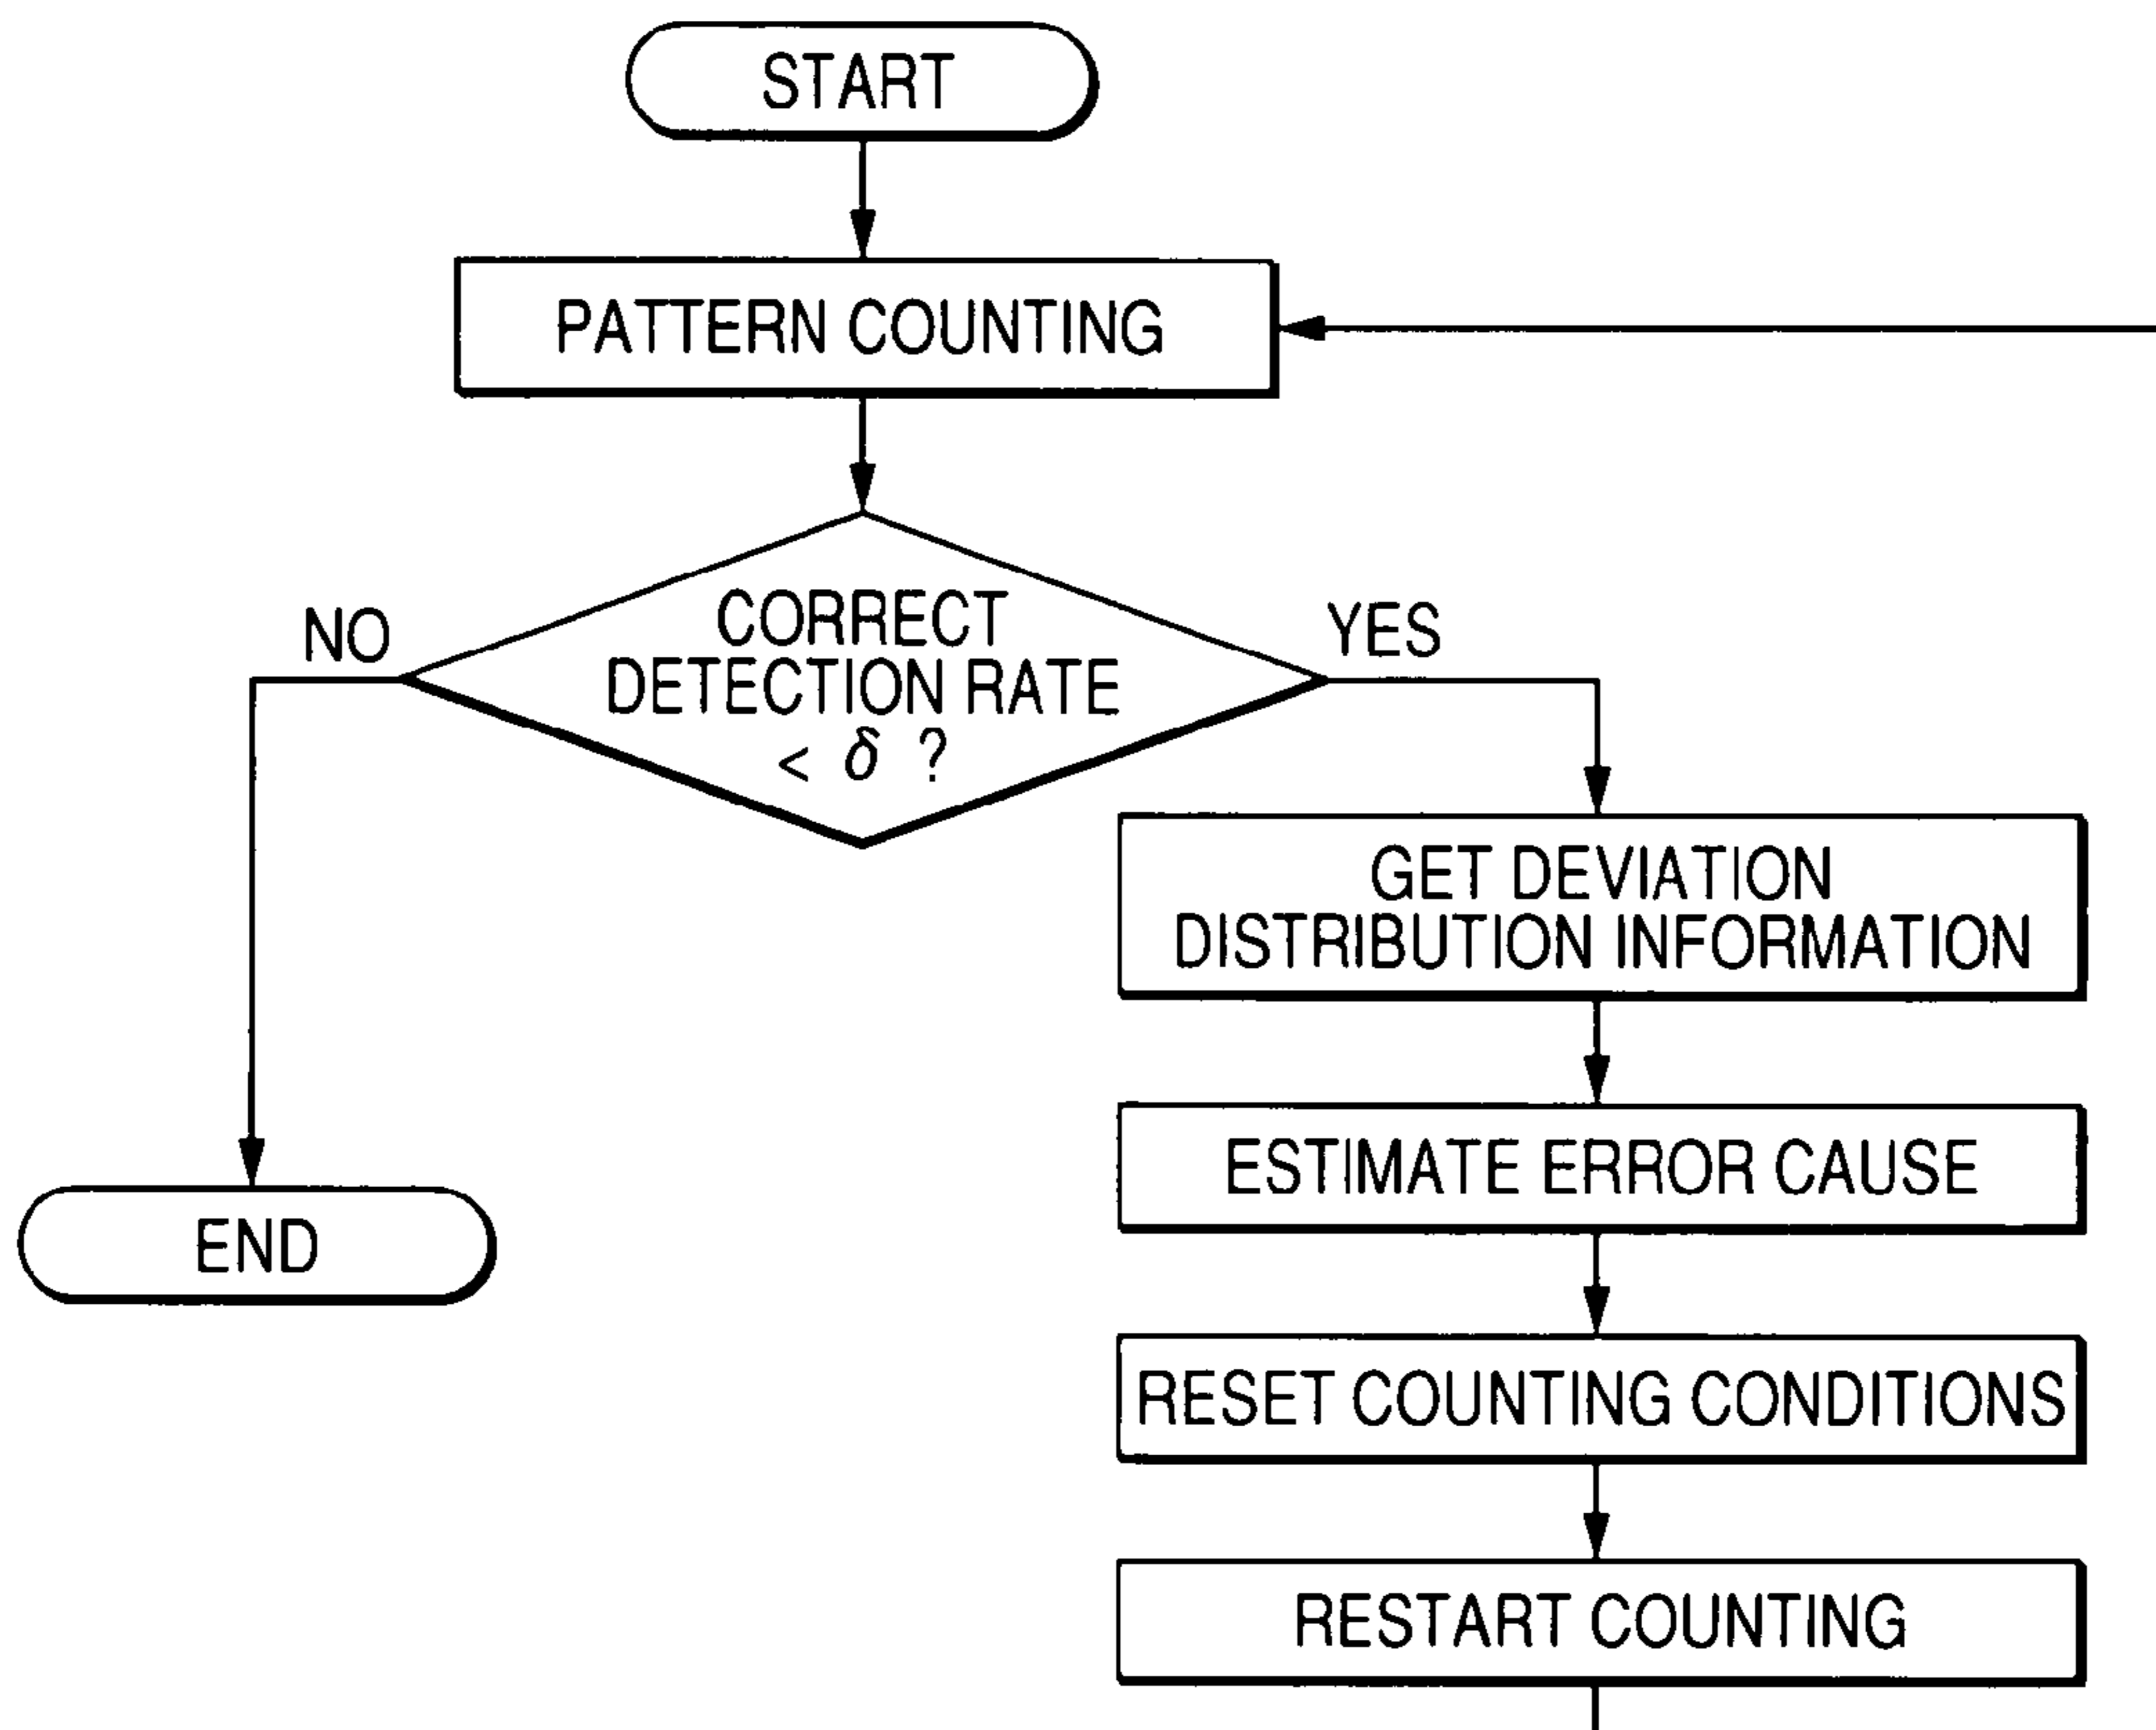 START
PATTERN COUNTING
CORRECT
DETECTION RATE
< δ ?
NO
YES
GET DEVIATION
DISTRIBUTION INFORMATION
ESTIMATE ERROR CAUSE
END
RESET COUNTING CONDITIONS
RESTART COUNTING